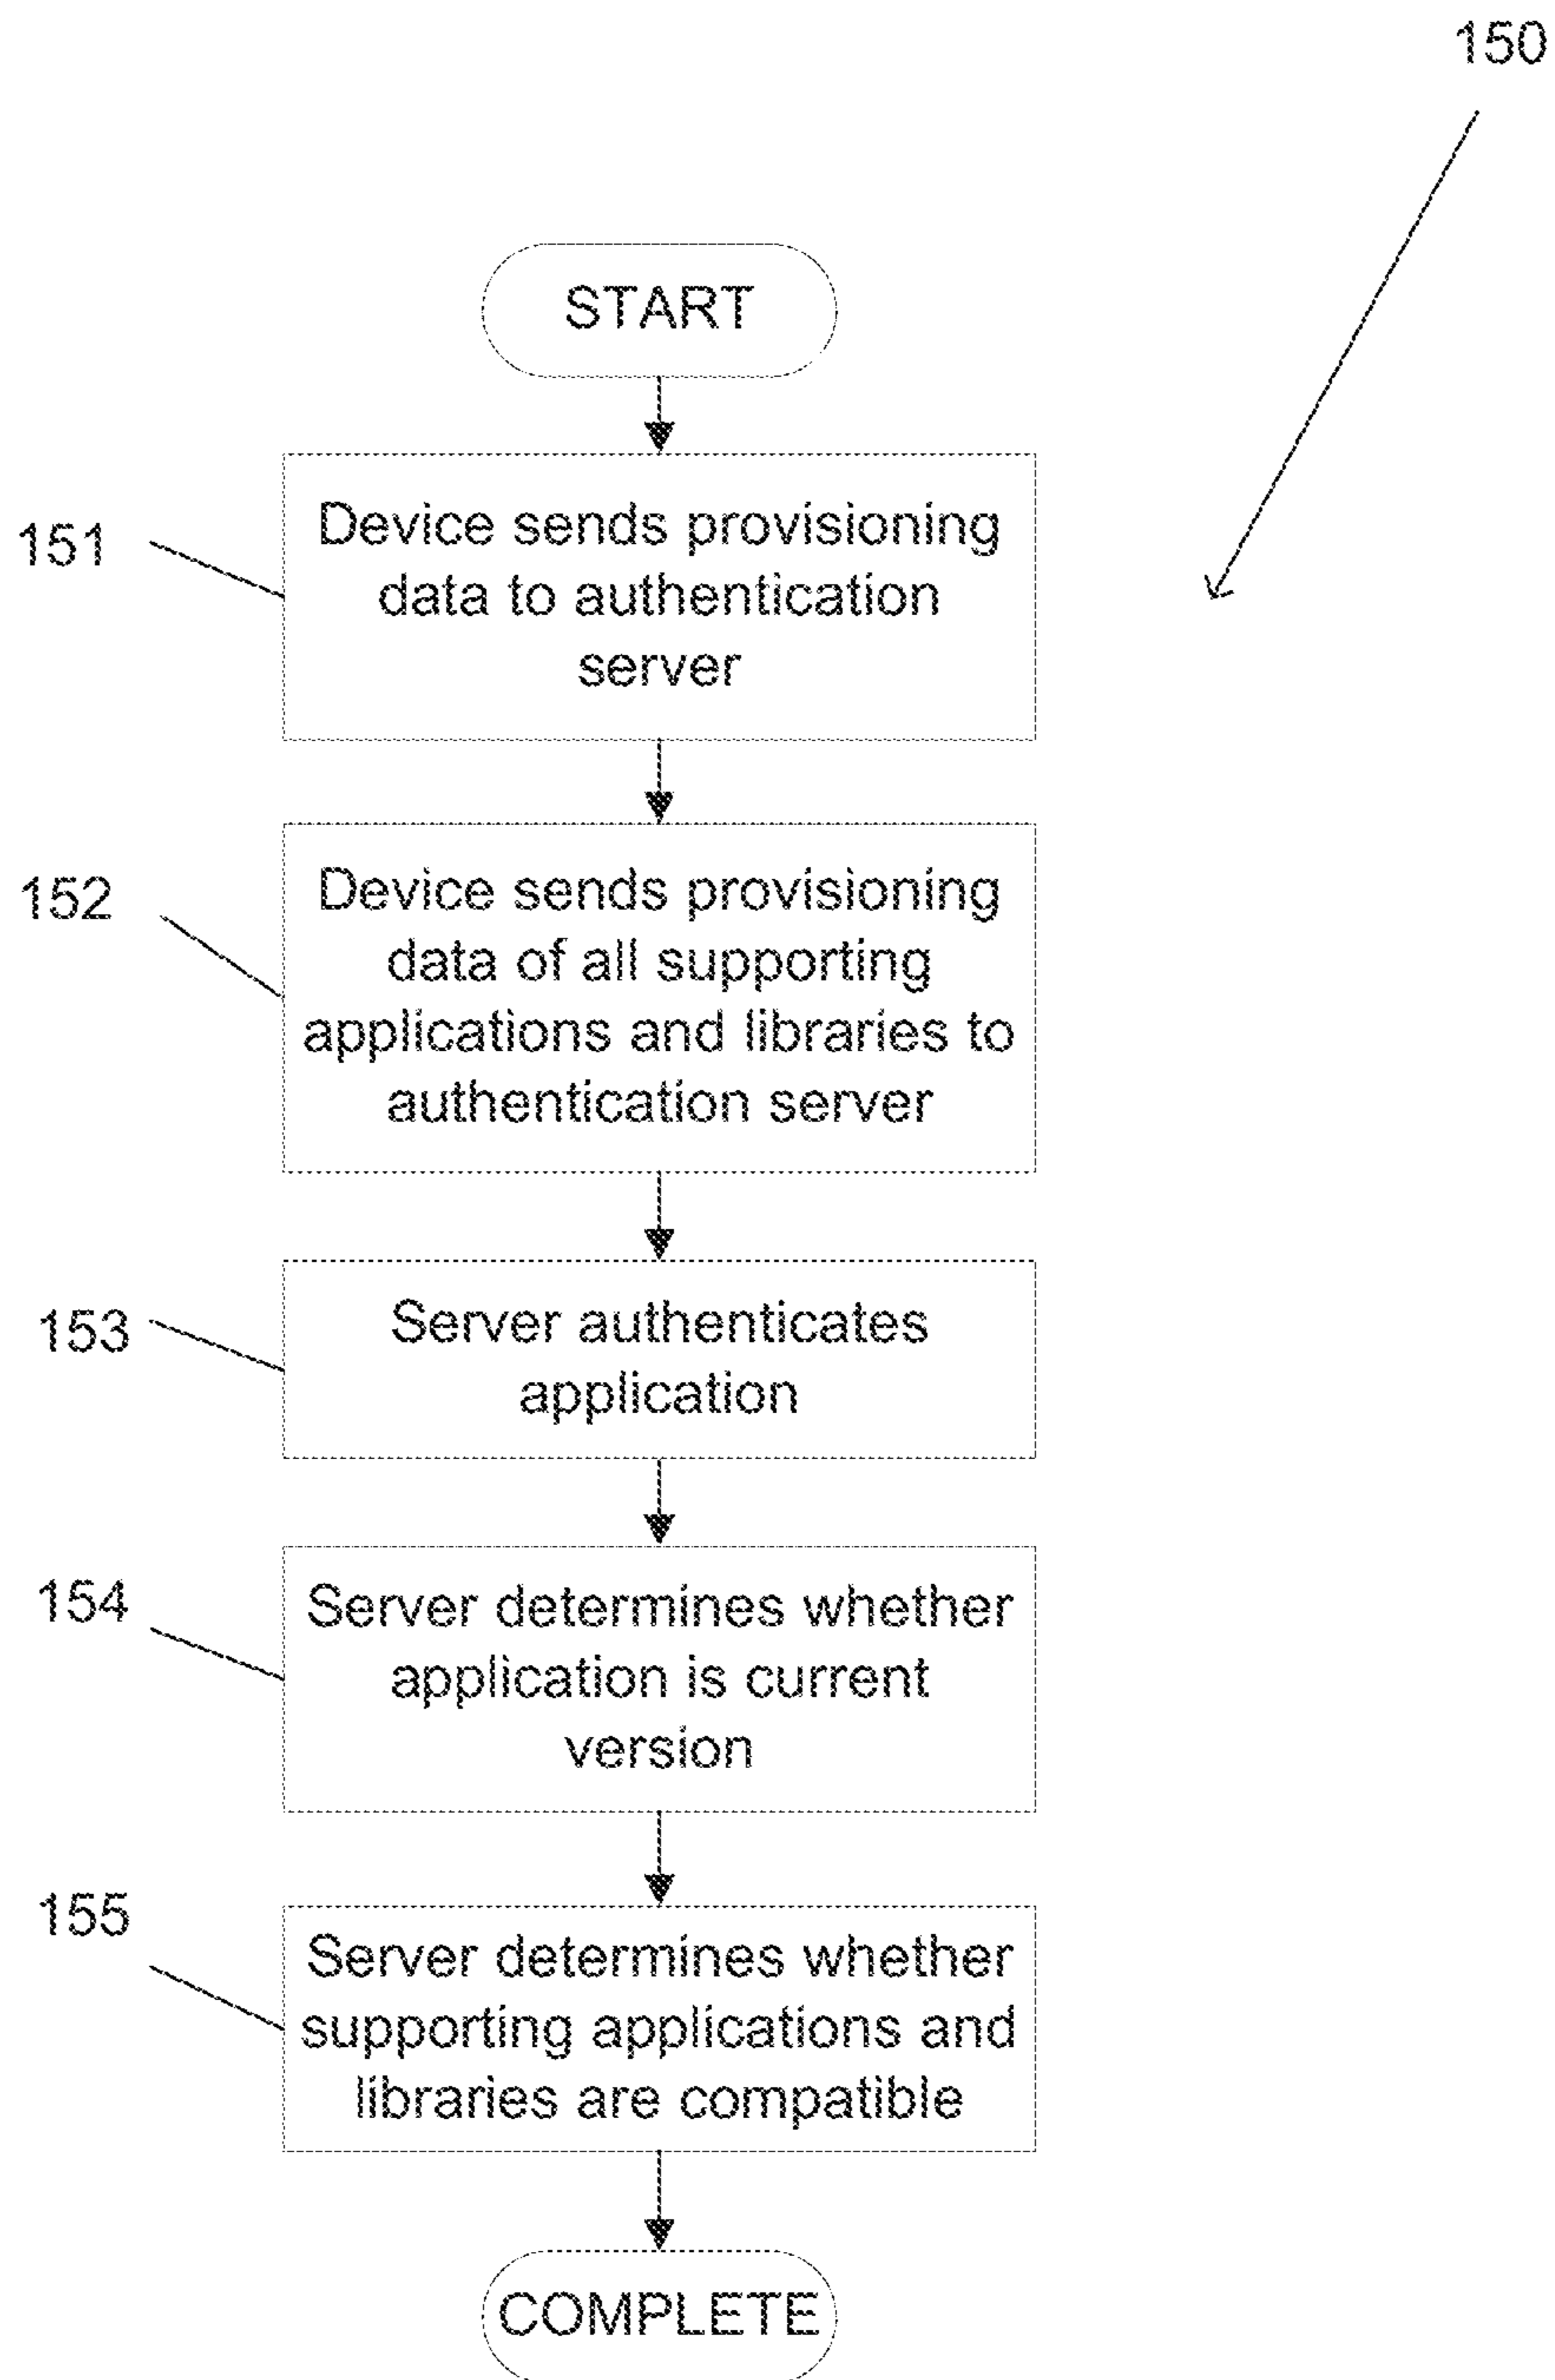 150
START
151
Device sends provisioning
data to authentication
server
152
Device sends provisioning
data of all supporting
applications and libraries to
authentication server
153
Server authenticates
application
154
Server determines whether
application is current
version
155
Server determines whether
supporting applications and
libraries are compatible
COMPLETE